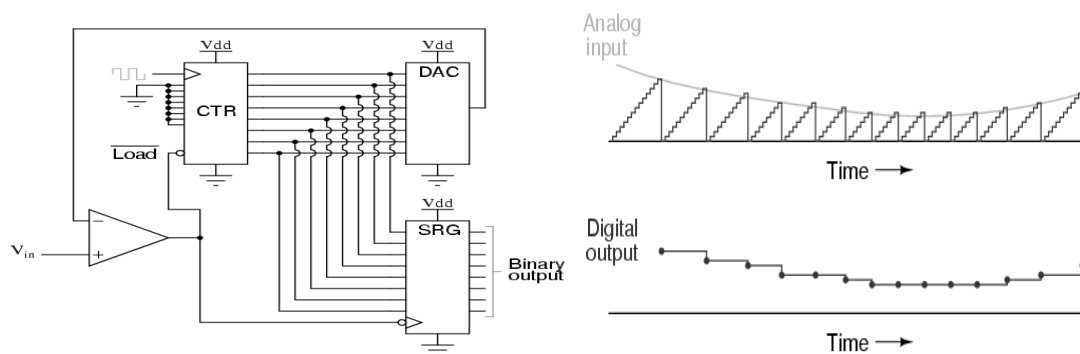 Vdd
Vdd
DAC
CTR
Load
Vdd
SRG
Vin
Binary
output
Analog
input
Time
Digital
output
Time